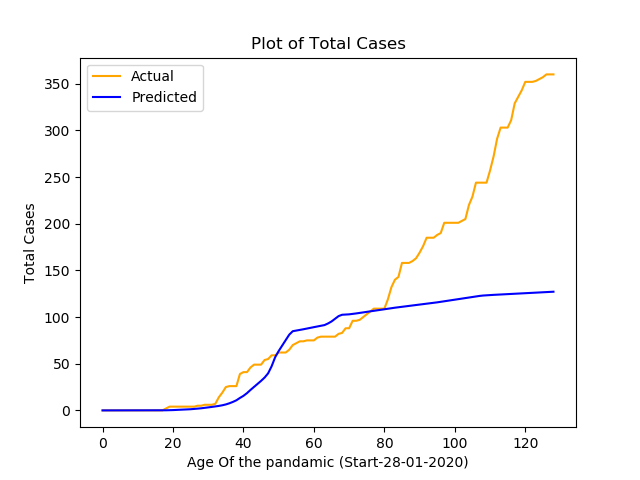 Plot of Total Cases
Actual
Predicted
350
300
250
200
150
100
50
0
Total Cases
0 20 40 60 80 100 120
Age Of the pandamic (Start-28-01-2020)